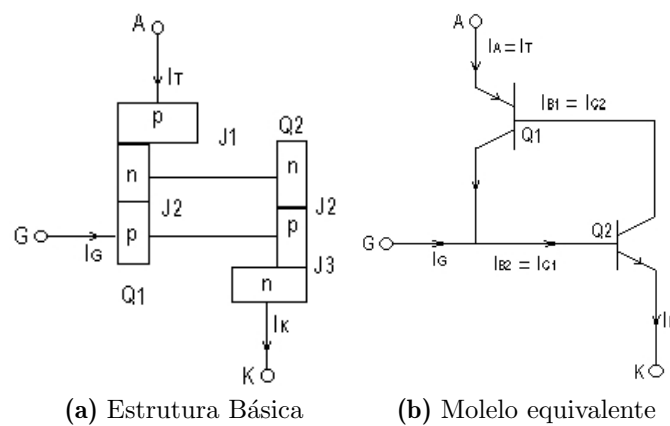 A
IT
p
J1
Q2
n
n
J2
J2
G
p
p
IG
J3
Q1
n
IK
K
(a) Estrutura Básica
A
IA = IT
IB1 = IC2
Q1
Q2
G
IG
IB2 = IC1
K
(b) Molelo equivalente